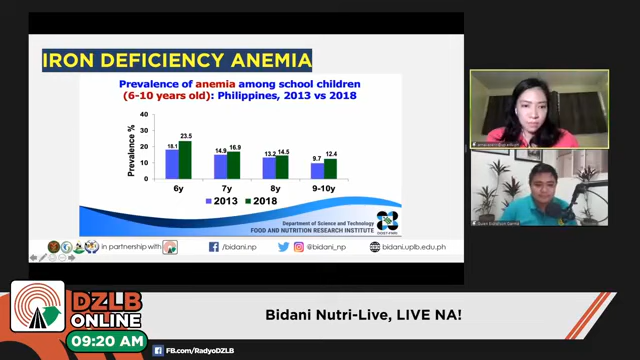 IRON DEFICIENCY ANEMIA
Prevalence of anemia among school children
(6-10 years old): Philippines, 2013 vs 2018
Prevalence %
40
30
20
10
0
18.1
23.5
14.9
16.9
13.2
14.5
9.7
12.4
6y
7y
8y
9-10y
2013
2018
Department of Science and Technology
FOOD AND NUTRITION RESEARCH INSTITUTE
in partnership with
/bidani.np
@bidani_np
bidani.uplb.edu.ph
DZLB
ONLINE
09:20 AM
Bidani Nutri-Live, LIVE NA!
FB.com/RadyoDZLB